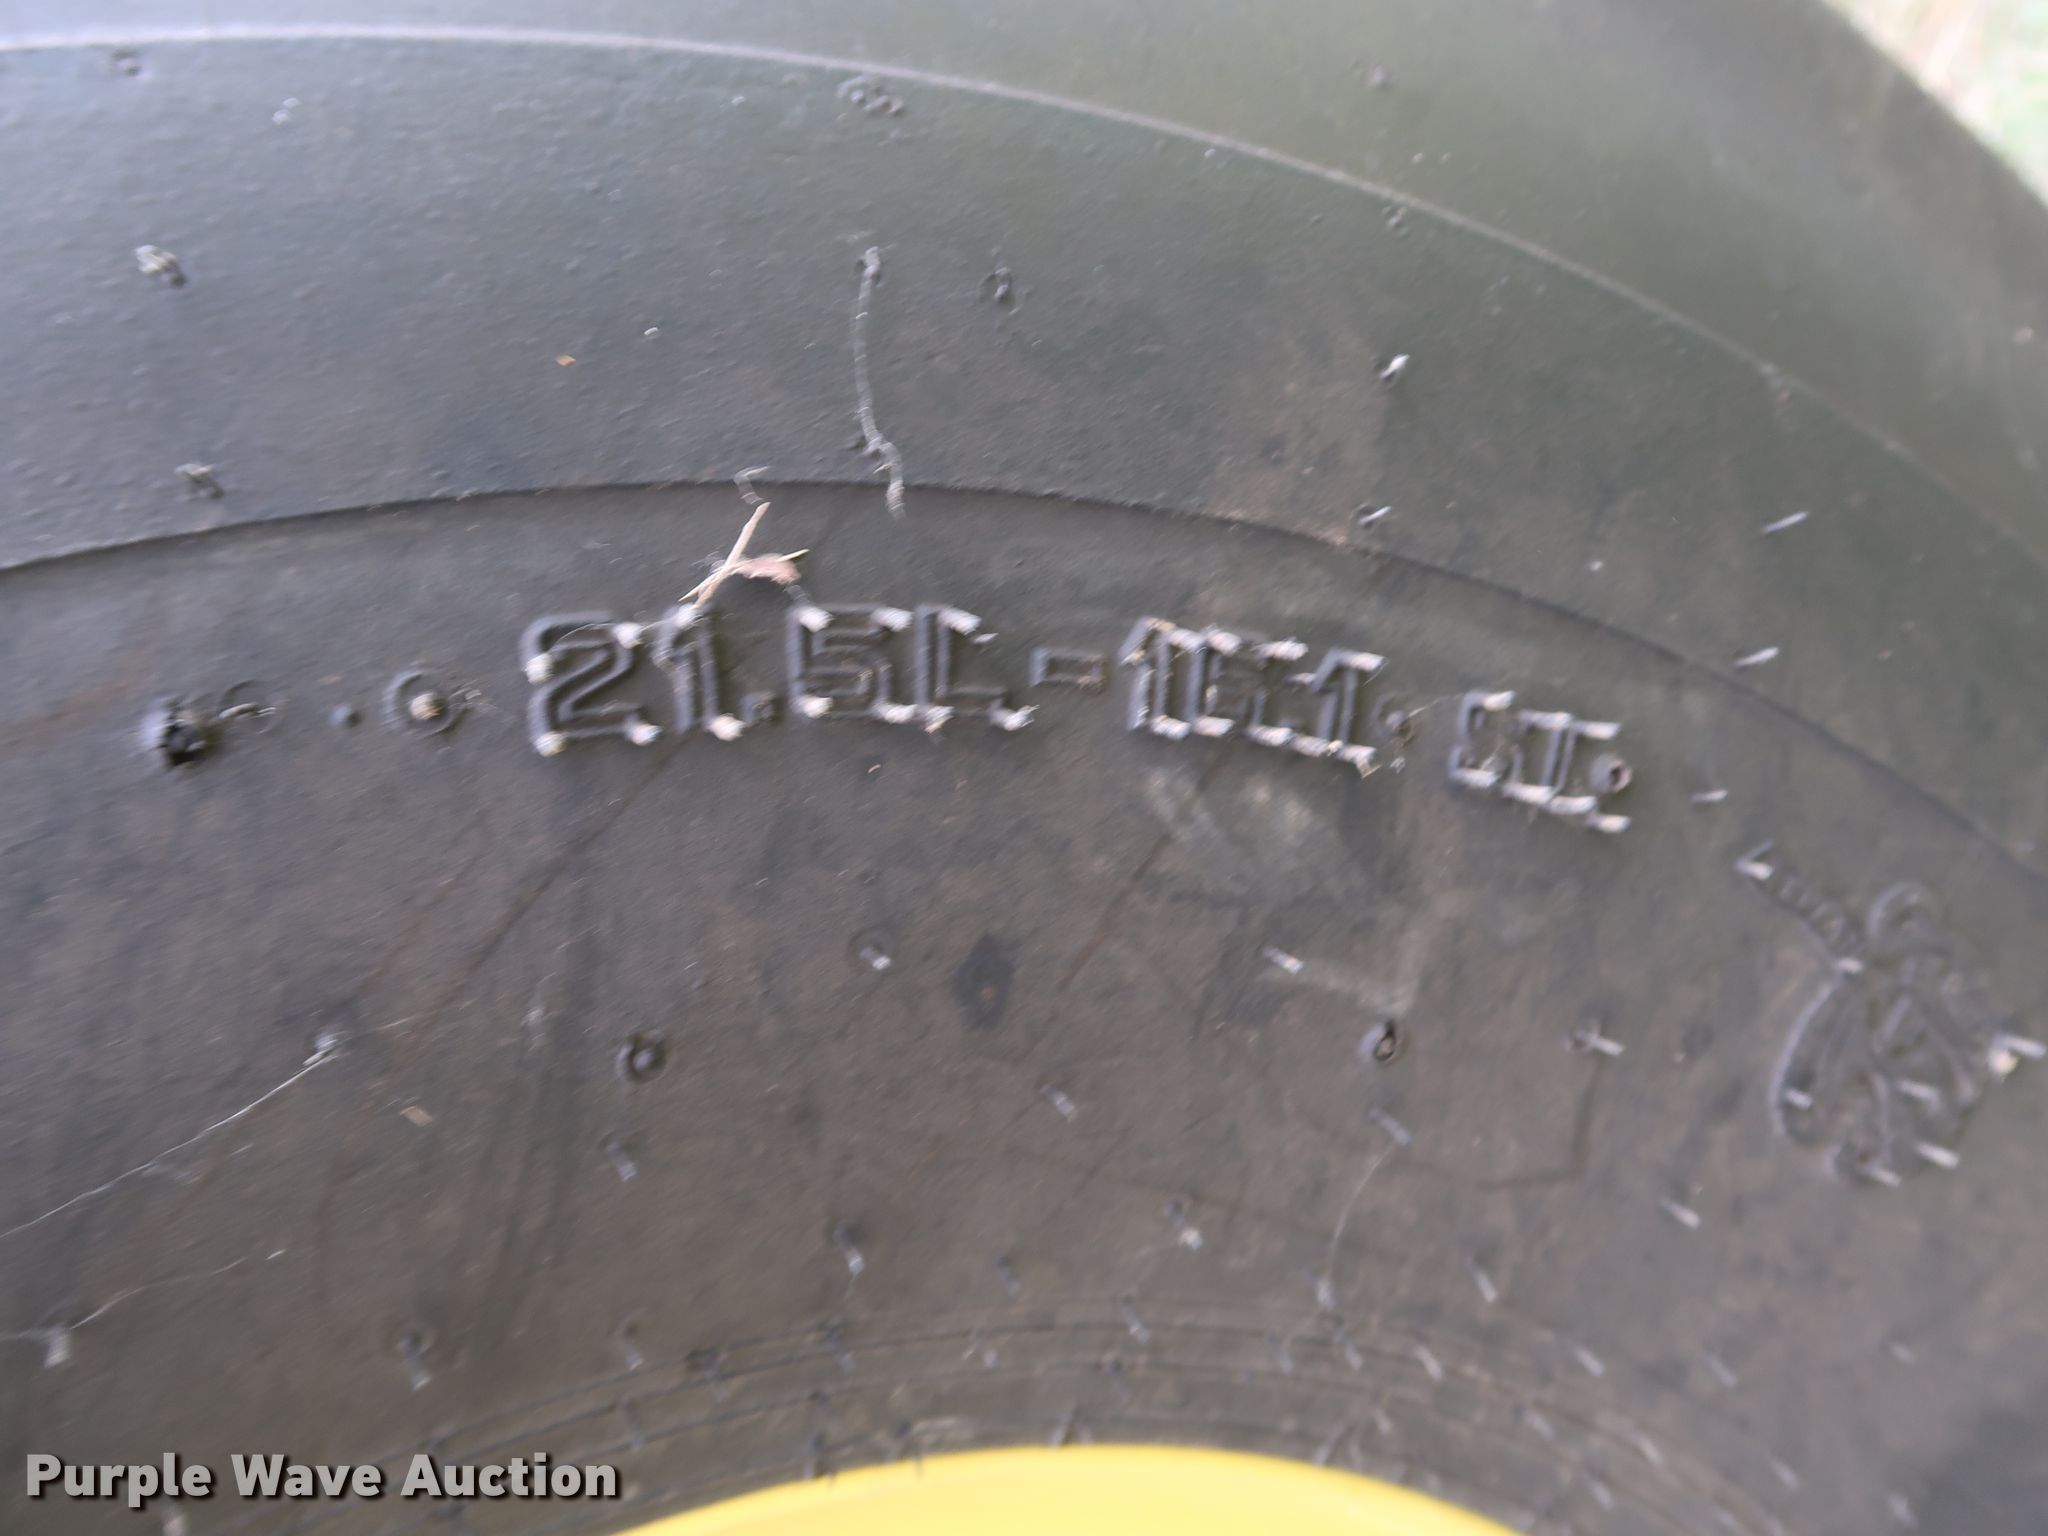 21.5L-16.1 SL
Purple Wave Auction